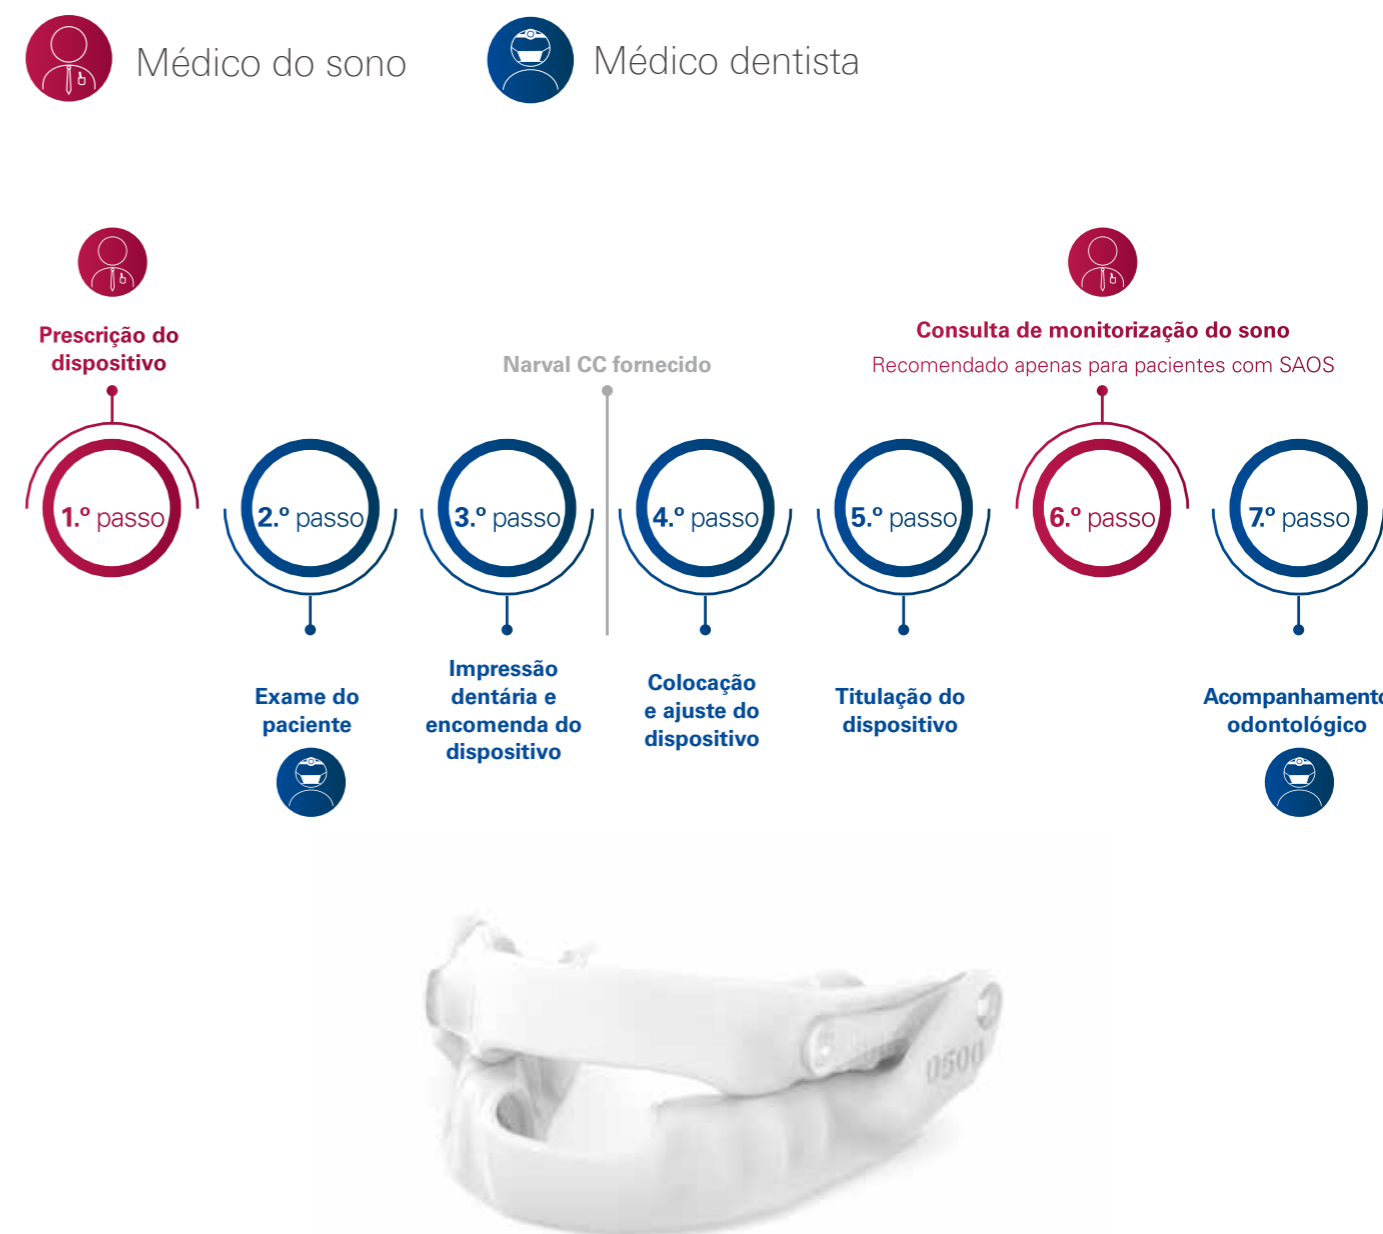 Médico do sono
Médico dentista
Prescrição do
dispositivo
Narval CC fornecido
Consulta de monitorização do sono
Recomendado apenas para pacientes com SAOS
1.º passo
2.º passo
3.º passo
4.º passo
5.º passo
6.º passo
7.º passo
Exame do
paciente
Impressão
dentária e
encomenda do
dispositivo
Colocação
e ajuste do
dispositivo
Titulação do
dispositivo
Acompanhamento
odontológico
0500